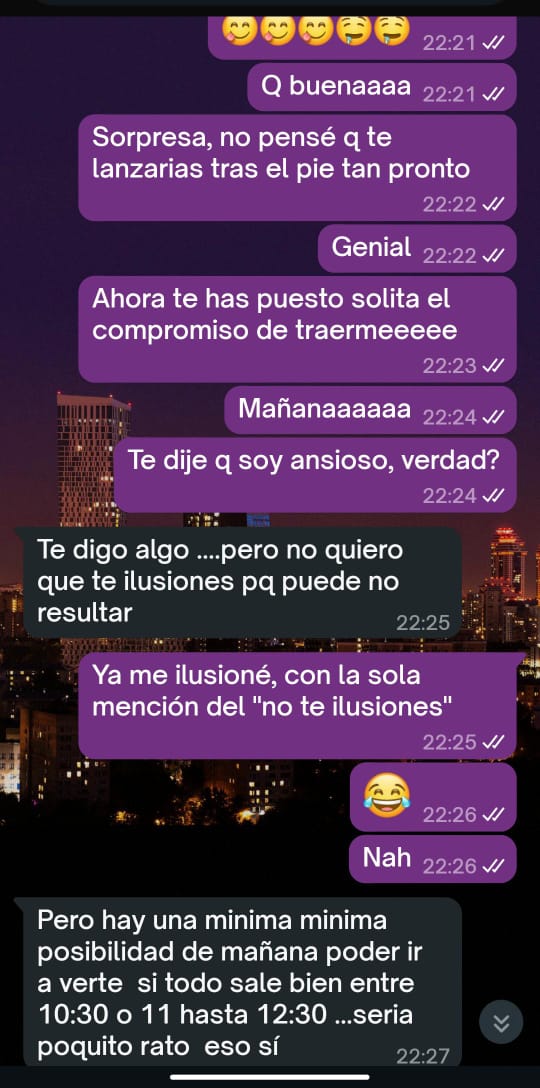 😋😋😋🤤🤤 22:21
Q buenaaaa 22:21
Sorpresa, no pensé q te
lanzarias tras el pie tan pronto
22:22
Genial 22:22
Ahora te has puesto solita el
compromiso de traermeeeee
22:23
Mañanaaaaaa 22:24
Te dije q soy ansioso, verdad?
22:24
Te digo algo ....pero no quiero
que te ilusiones pq puede no
resultar 22:25
Ya me ilusioné, con la sola
mención del "no te ilusiones"
22:25
😂 22:26
Nah 22:26
Pero hay una minima minima
posibilidad de mañana poder ir
a verte si todo sale bien entre
10:30 o 11 hasta 12:30 ...seria
poquito rato eso sí 22:27